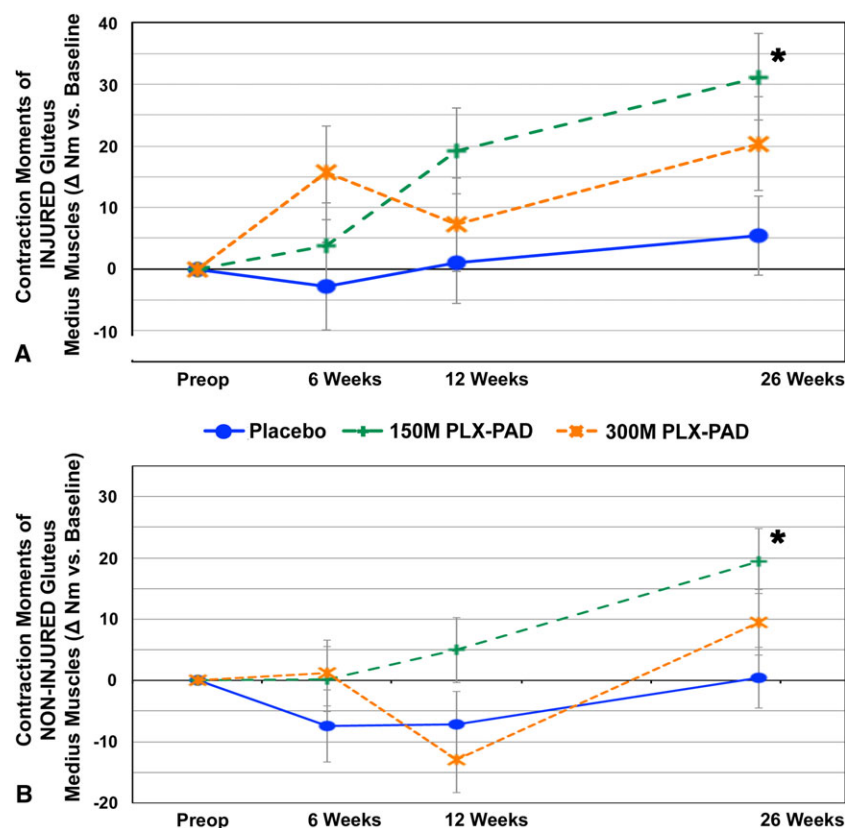 Contraction Moments of
INJURED Gluteus
Medius Muscles (Δ Nm vs. Baseline)
40
30
20
10
0
-10
*
A
Preop 6 Weeks 12 Weeks 26 Weeks
Placebo 150M PLX-PAD 300M PLX-PAD
Contraction Moments of
NON-INJURED Gluteus
Medius Muscles (Δ Nm vs. Baseline)
30
20
10
0
-10
-20
*
B
Preop 6 Weeks 12 Weeks 26 Weeks